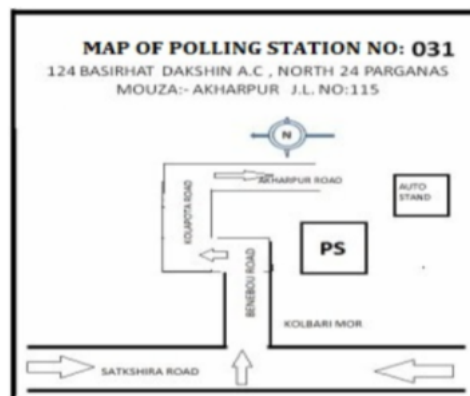 MAP OF POLLING STATION NO: 031
124 BASIRHAT DAKSHIN A.C , NORTH 24 PARGANAS
MOUZA:- AKHARPUR J.L. NO:115
N
AKHARPUR ROAD
AUTO
STAND
KOLAPOTA ROAD
PS
BENEBOU ROAD
KOLBARI MOR
SATKSHIRA ROAD